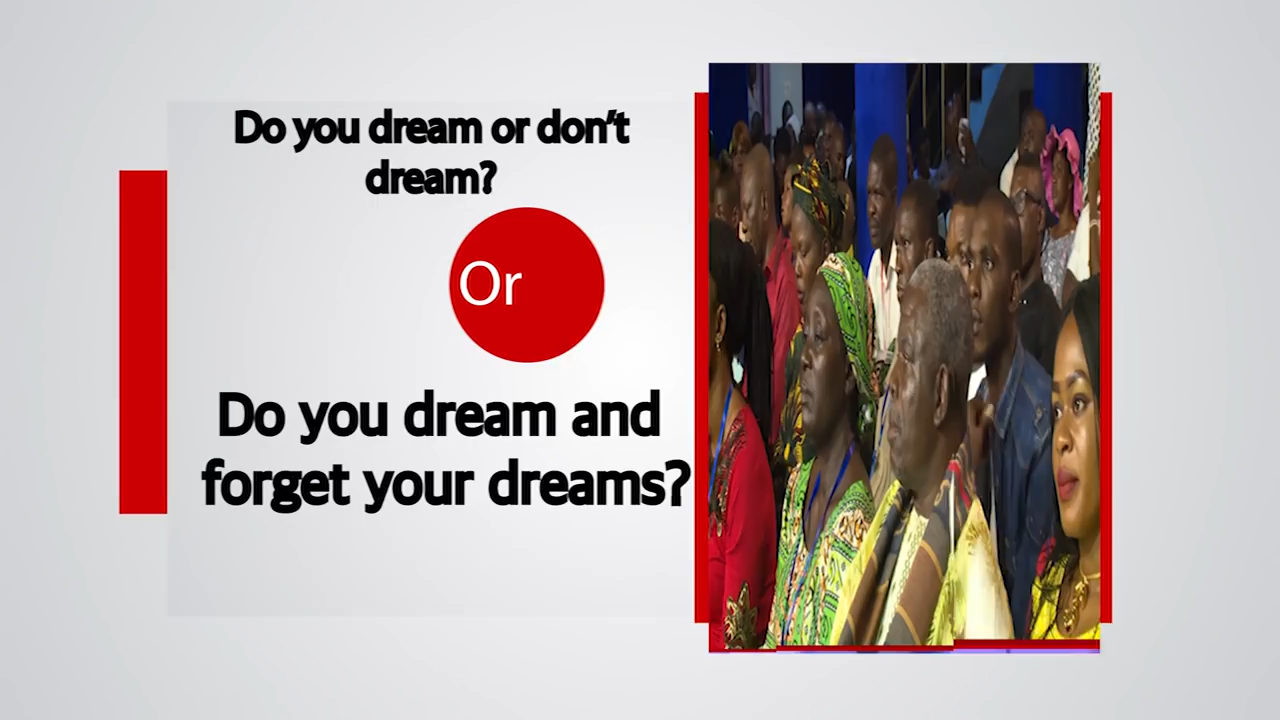 Do you dream or don't
dream?
Or
Do you dream and
forget your dreams?